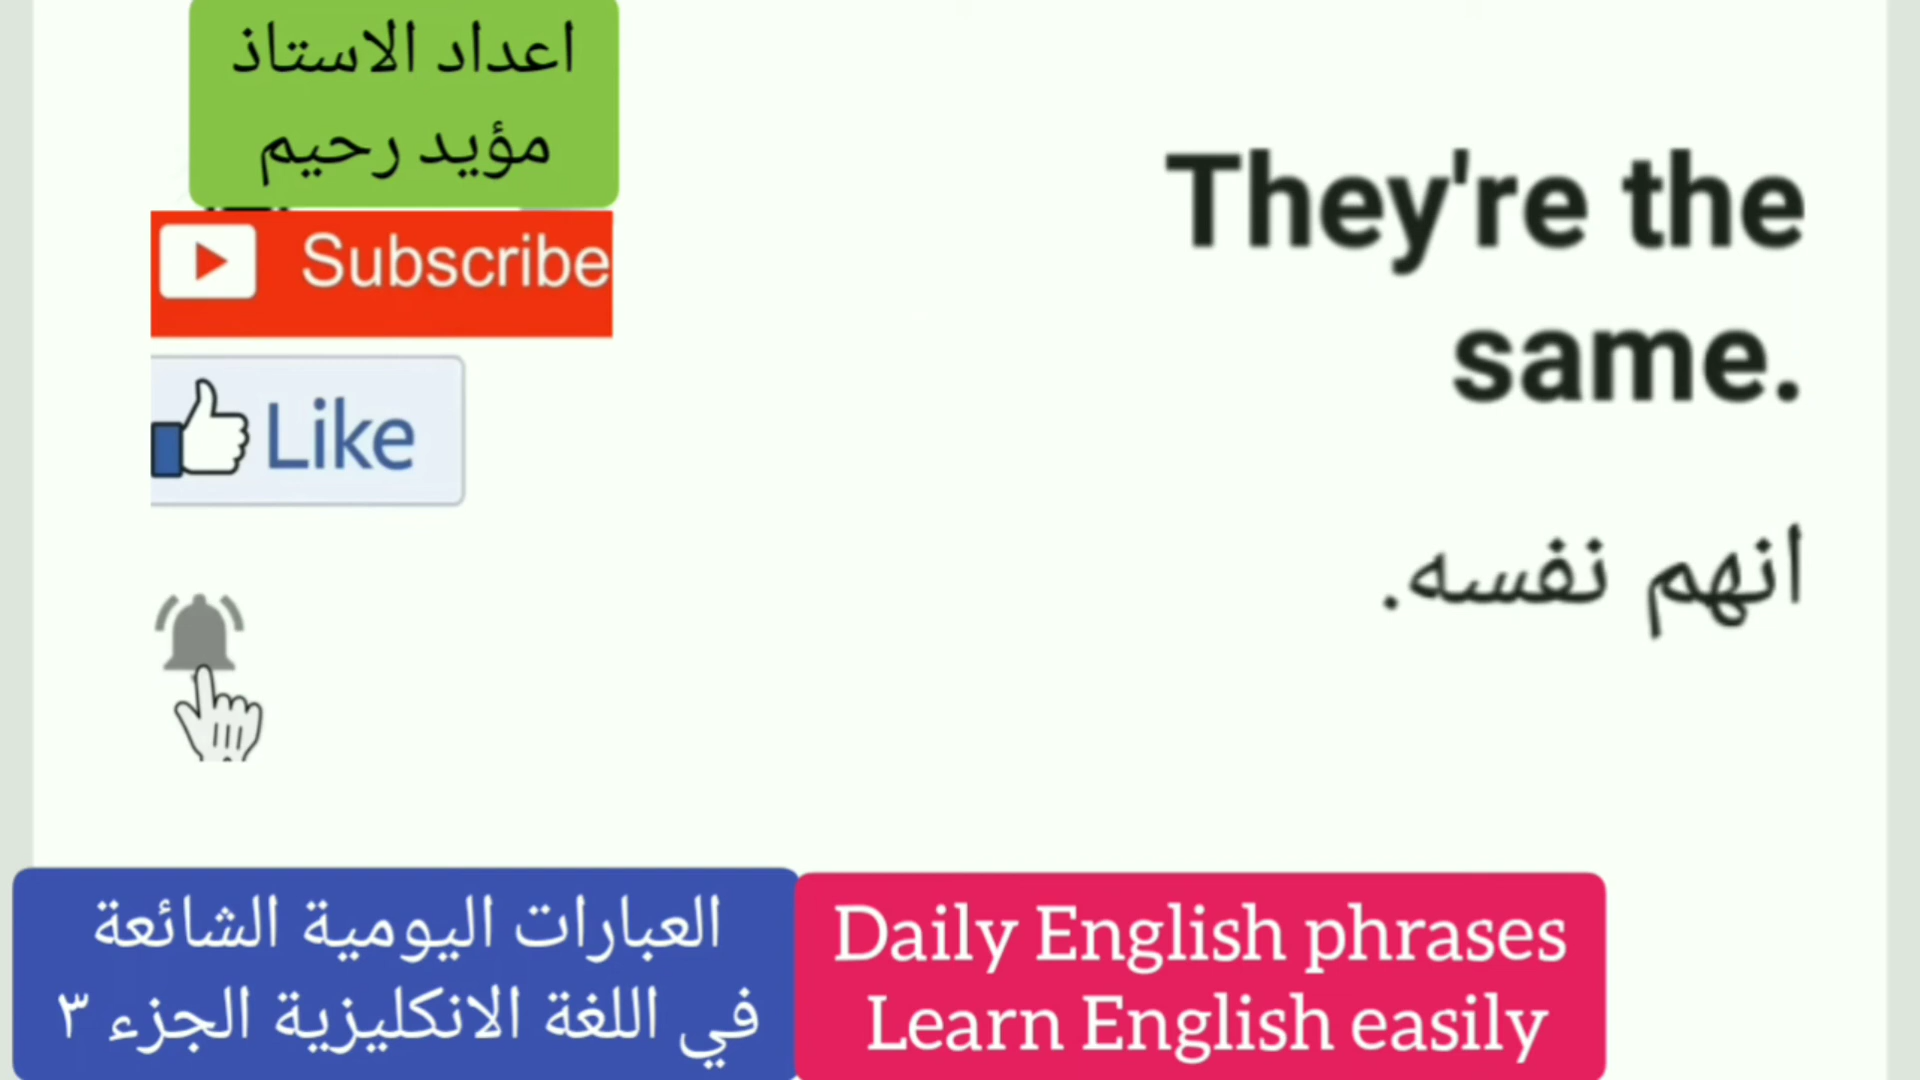 اعداد الاستاذ
مؤيد رحيم
Subscribe
Like
They're the
same.
انهم نفسه.
العبارات اليومية الشائعة
في اللغة الانكليزية الجزء ٣
Daily English phrases
Learn English easily